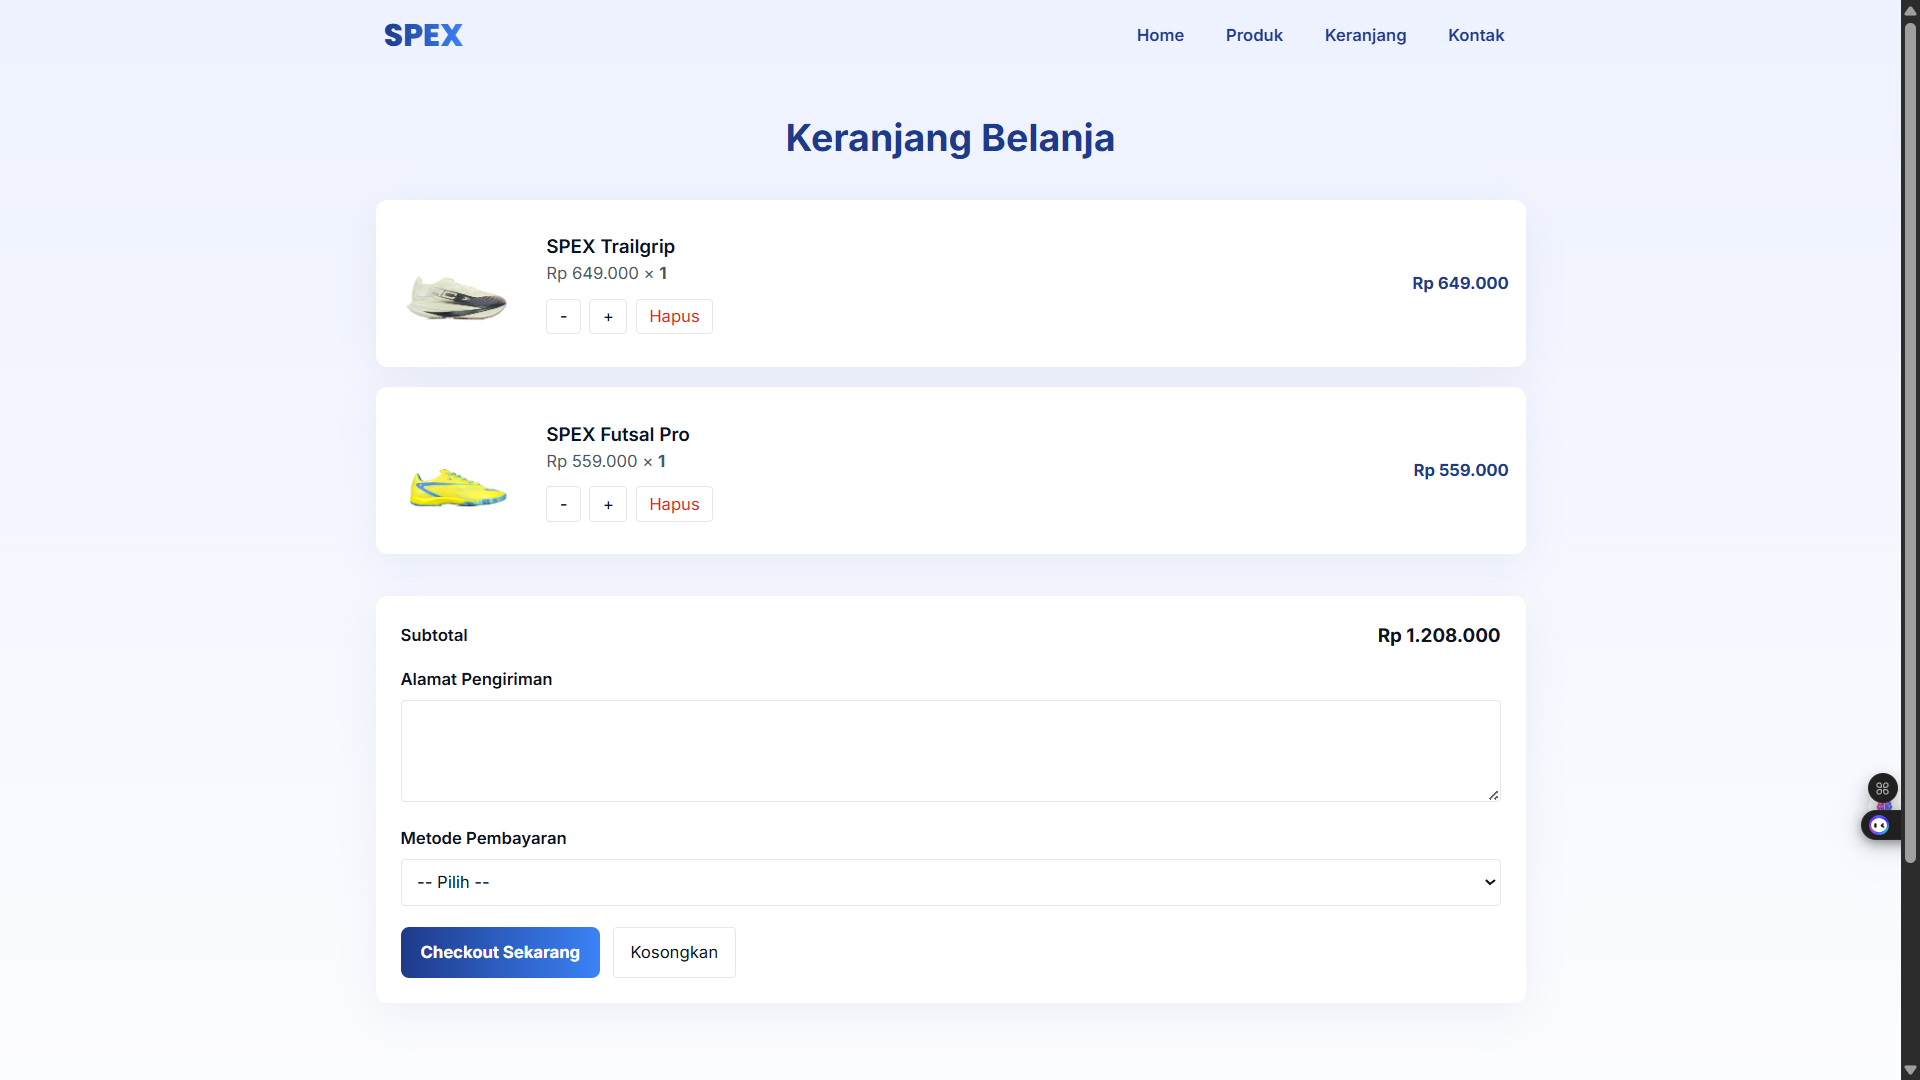 SPEX
Home Produk Keranjang Kontak
Keranjang Belanja
SPEX Trailgrip
Rp 649.000 × 1
- + Hapus
Rp 649.000
SPEX Futsal Pro
Rp 559.000 × 1
- + Hapus
Rp 559.000
Subtotal Rp 1.208.000
Alamat Pengiriman
Metode Pembayaran
-- Pilih --
Checkout Sekarang Kosongkan